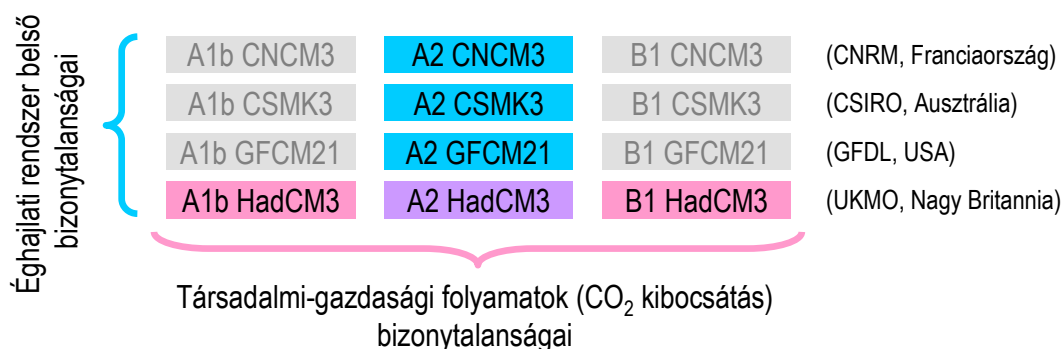 Éghajlati rendszer belső
bizonytalanságai
A1b CNCM3 A2 CNCM3 B1 CNCM3 (CNRM, Franciaország)
A1b CSMK3 A2 CSMK3 B1 CSMK3 (CSIRO, Ausztrália)
A1b GFCM21 A2 GFCM21 B1 GFCM21 (GFDL, USA)
A1b HadCM3 A2 HadCM3 B1 HadCM3 (UKMO, Nagy Britannia)
Társadalmi-gazdasági folyamatok (CO₂ kibocsátás)
bizonytalanságai